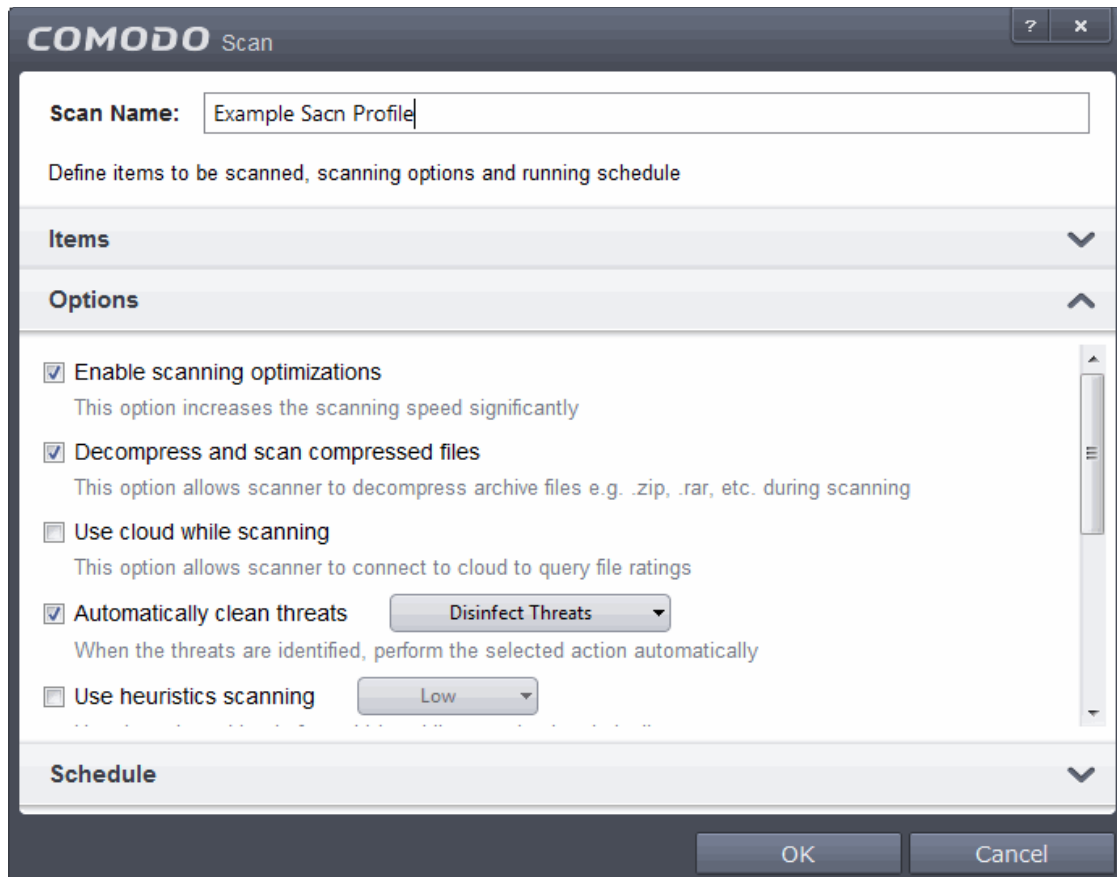 COMODO Scan
? x
Scan Name: Example Sacn Profile
Define items to be scanned, scanning options and running schedule
Items
Options
Enable scanning optimizations
This option increases the scanning speed significantly
Decompress and scan compressed files
This option allows scanner to decompress archive files e.g. .zip, .rar, etc. during scanning
Use cloud while scanning
This option allows scanner to connect to cloud to query file ratings
Automatically clean threats Disinfect Threats
When the threats are identified, perform the selected action automatically
Use heuristics scanning Low
Schedule
OK Cancel